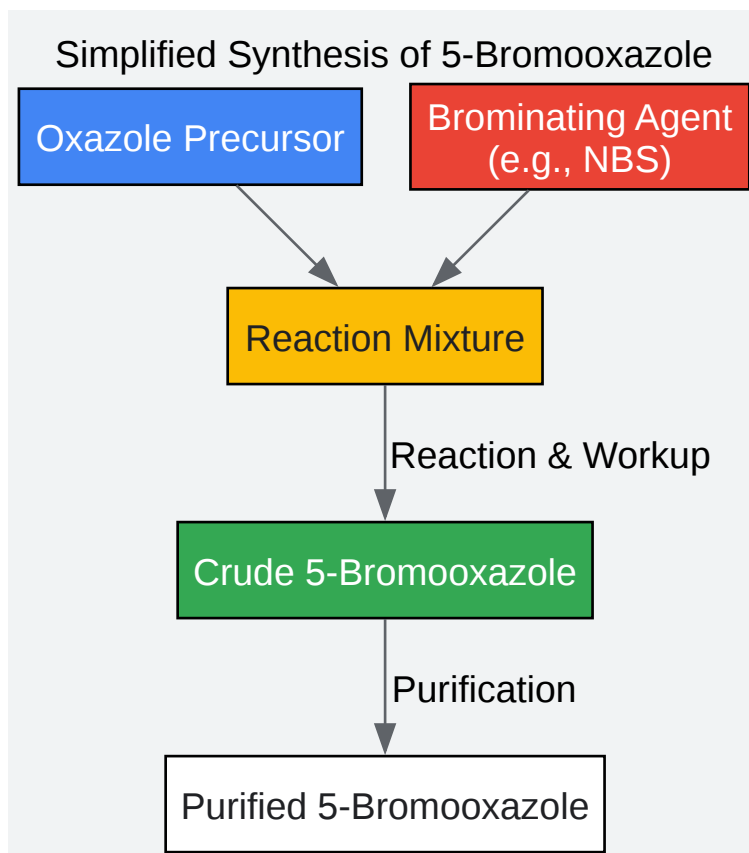 Simplified Synthesis of 5-Bromooxazole
Oxazole Precursor
Brominating Agent
(e.g., NBS)
Reaction Mixture
Reaction & Workup
Crude 5-Bromooxazole
Purification
Purified 5-Bromooxazole